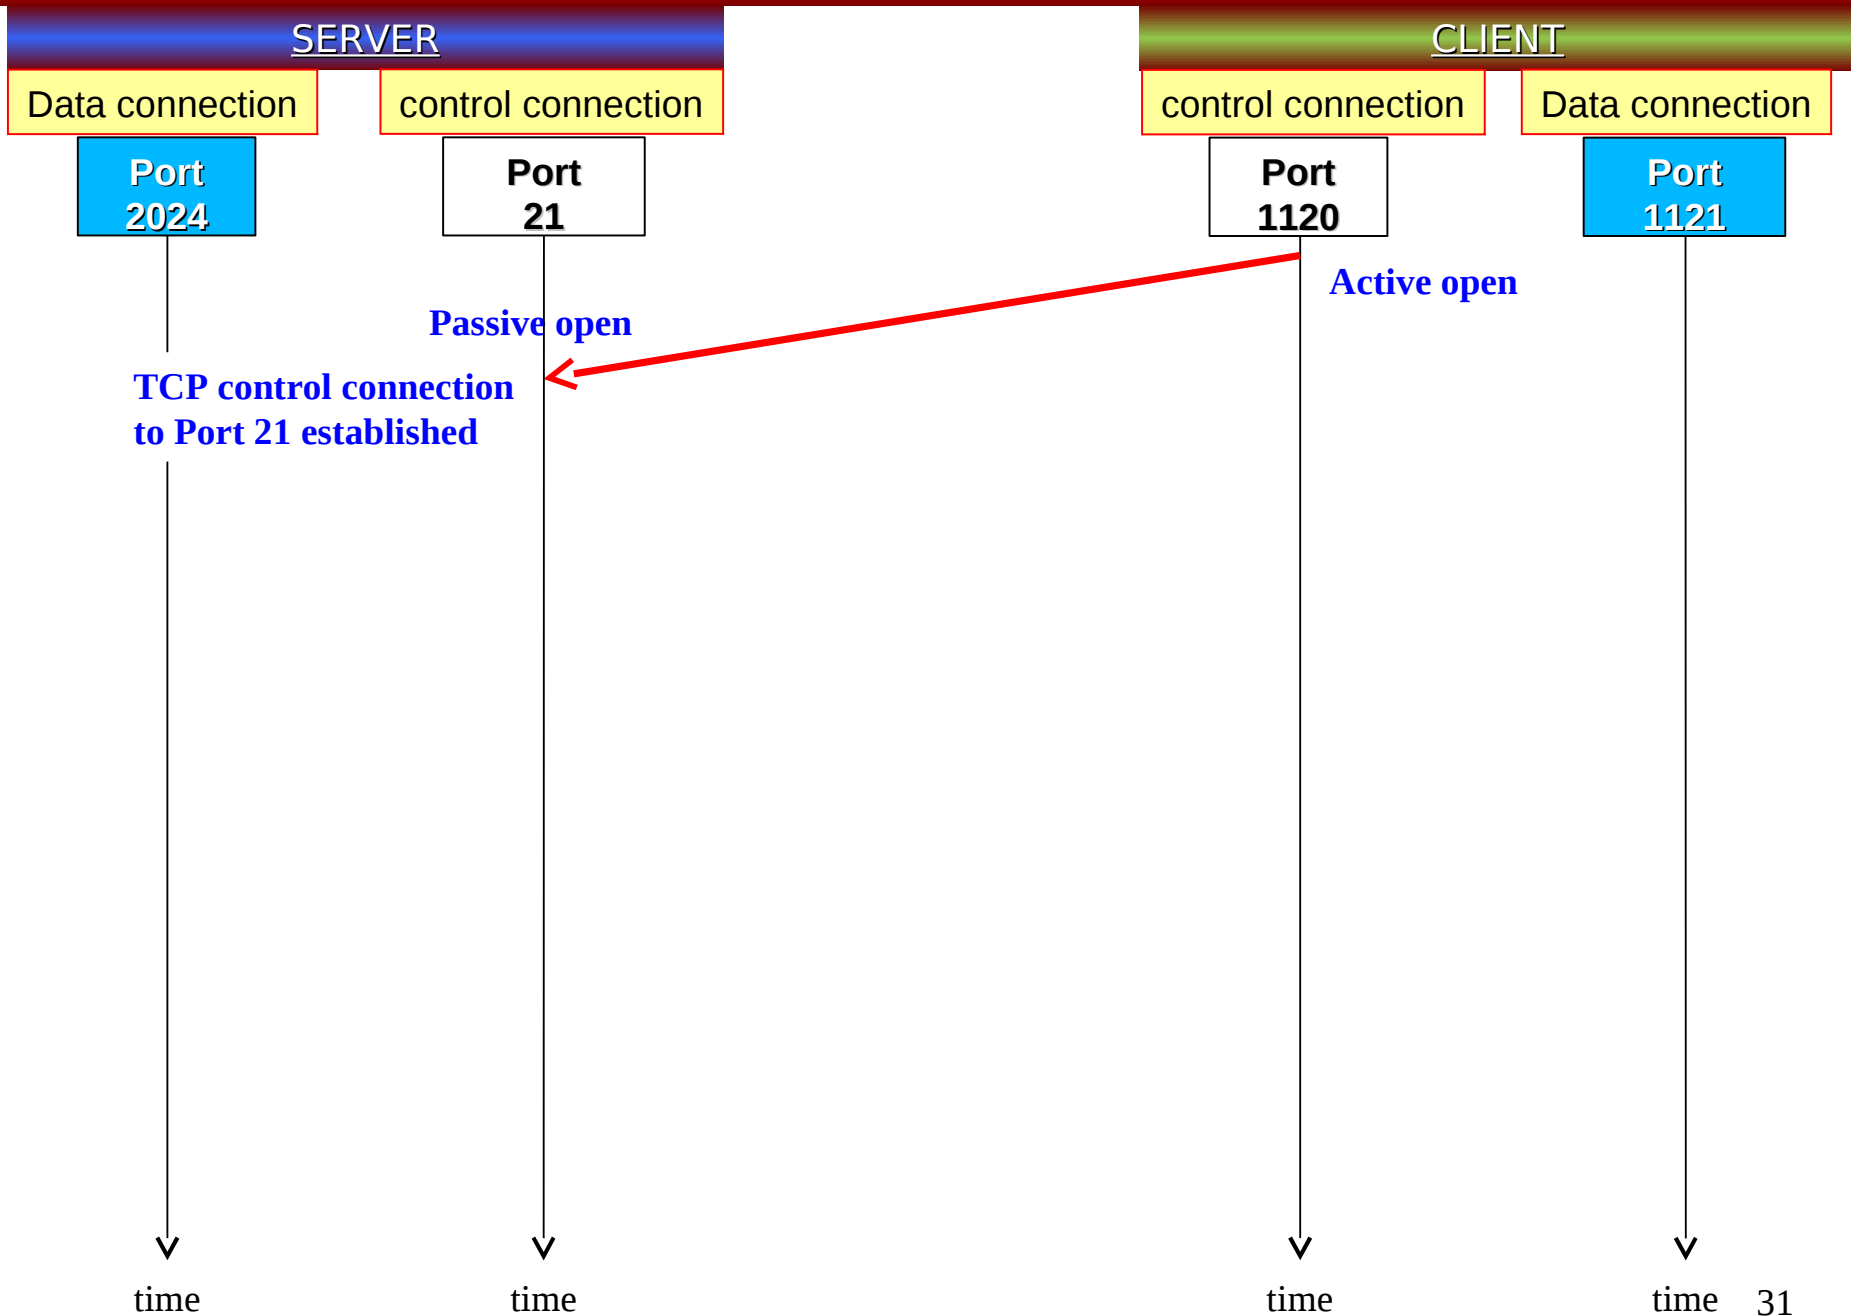 SERVER
CLIENT
Data connection
control connection
control connection
Data connection
Port
2024
Port
21
Port
1120
Port
1121
Active open
Passive open
TCP control connection
to Port 21 established
time
time
time
time
31